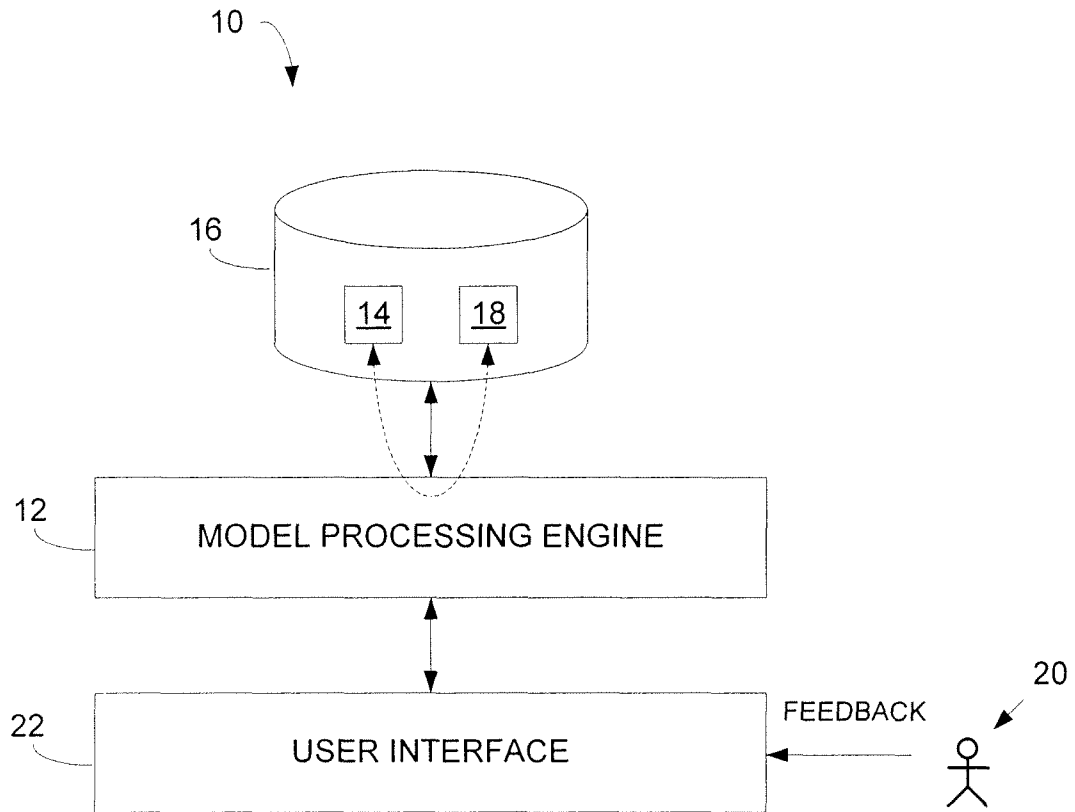 10
16
14
18
12
MODEL PROCESSING ENGINE
20
FEEDBACK
22
USER INTERFACE